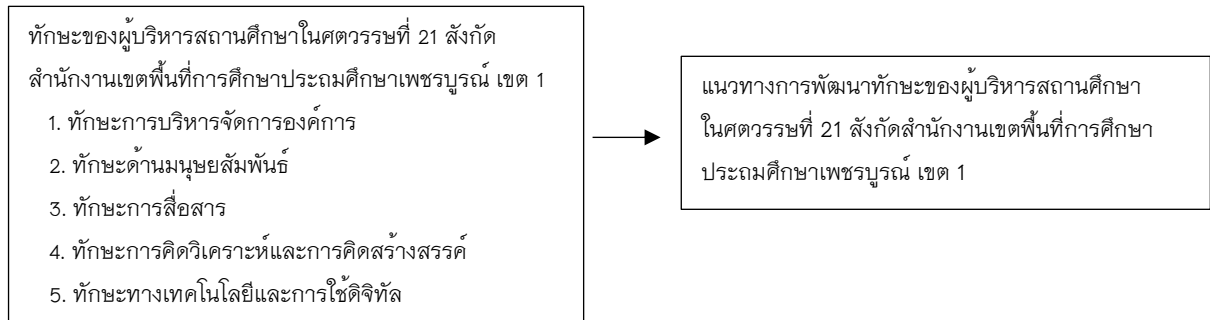 ทักษะของผู้บริหารสถานศึกษาในศตวรรษที่ 21 สังกัด
สำนักงานเขตพื้นที่การศึกษาประถมศึกษาเพชรบูรณ์ เขต 1
1. ทักษะการบริหารจัดการองค์การ
2. ทักษะด้านมนุษยสัมพันธ์
3. ทักษะการสื่อสาร
4. ทักษะการคิดวิเคราะห์และการคิดสร้างสรรค์
5. ทักษะทางเทคโนโลยีและการใช้ดิจิทัล
แนวทางการพัฒนาทักษะของผู้บริหารสถานศึกษา
ในศตวรรษที่ 21 สังกัดสำนักงานเขตพื้นที่การศึกษา
ประถมศึกษาเพชรบูรณ์ เขต 1